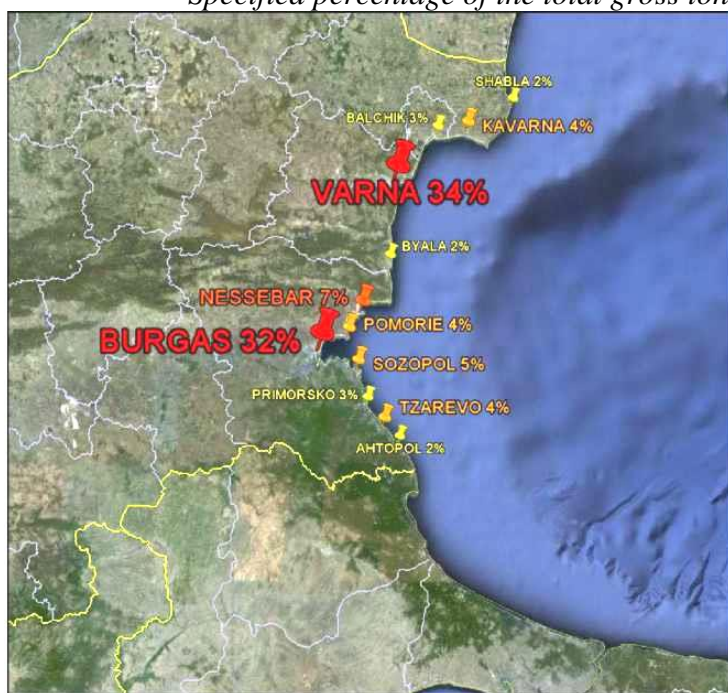 Specified percentage of the total gross ton
SHABLA 2%
BALCHIK 3%
KAVARNA 4%
VARNA 34%
BYALA 2%
NESSEBAR 7%
POMORIE 4%
BURGAS 32%
SOZOPOL 5%
PRIMORSKO 3%
TZAREVO 4%
AHTOPOL 2%